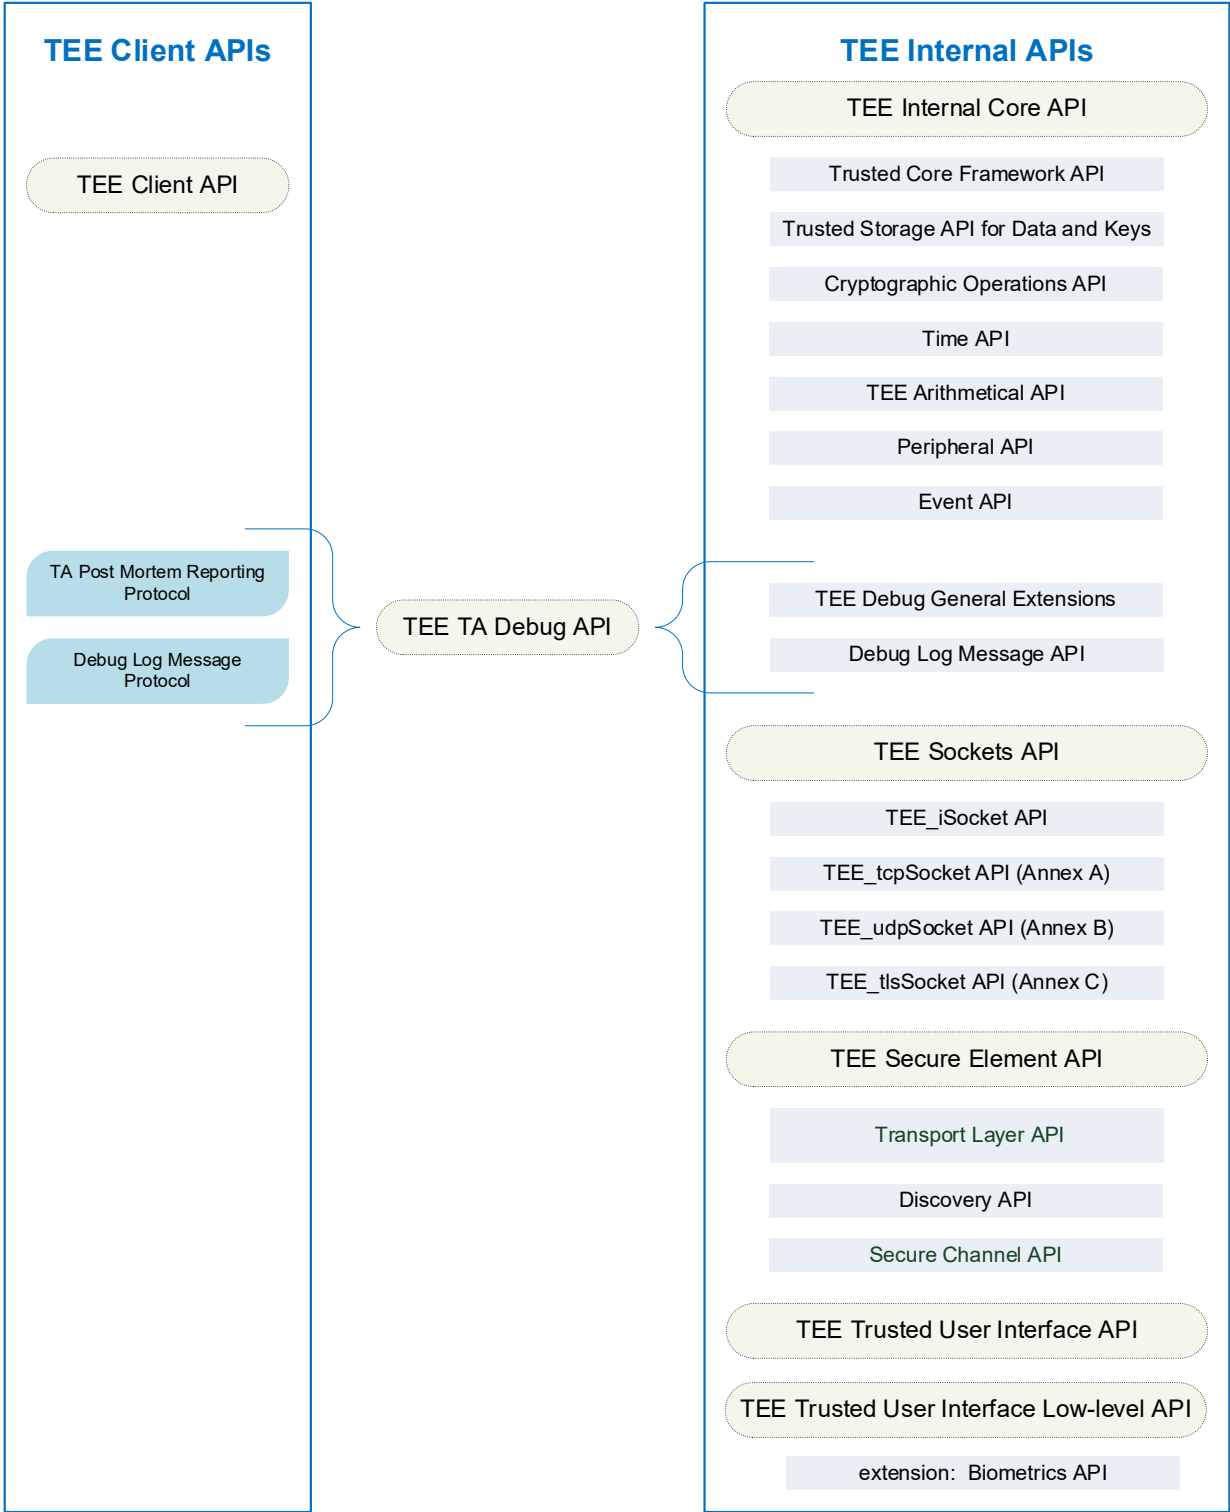 TEE Client APIs
TEE Client API
TA Post Mortem Reporting
Protocol
Debug Log Message
Protocol
TEE TA Debug API
TEE Internal APIs
TEE Internal Core API
Trusted Core Framework API
Trusted Storage API for Data and Keys
Cryptographic Operations API
Time API
TEE Arithmetical API
Peripheral API
Event API
TEE Debug General Extensions
Debug Log Message API
TEE Sockets API
TEE_iSocket API
TEE_tcpSocket API (Annex A)
TEE_udpSocket API (Annex B)
TEE_tlsSocket API (Annex C)
TEE Secure Element API
Transport Layer API
Discovery API
Secure Channel API
TEE Trusted User Interface API
TEE Trusted User Interface Low-level API
extension:  Biometrics API